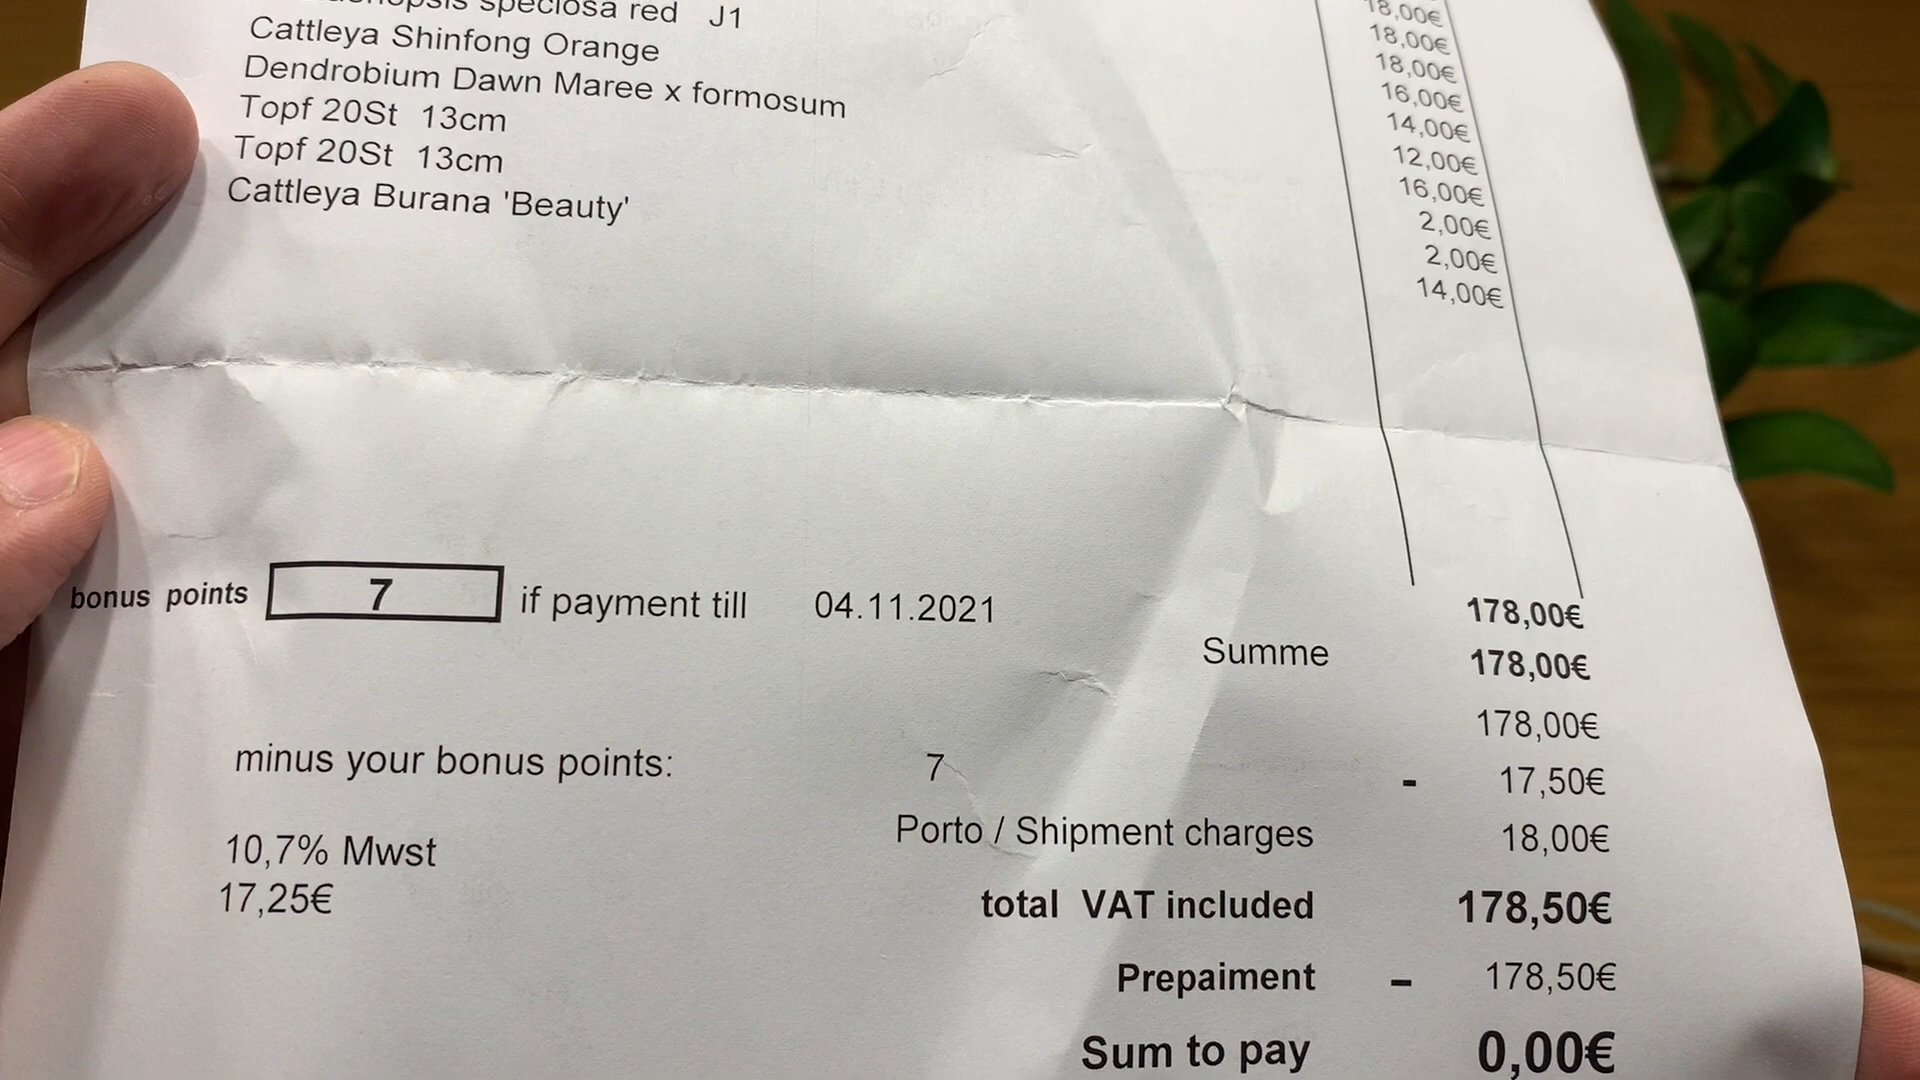 speciosa red J1
Cattleya Shinfong Orange
Dendrobium Dawn Maree x formosum
Topf 20St 13cm
Topf 20St 13cm
Cattleya Burana 'Beauty'
18,00€
18,00€
18,00€
16,00€
14,00€
12,00€
16,00€
2,00€
2,00€
14,00€
bonus points 7 if payment till 04.11.2021
178,00€
Summe 178,00€
178,00€
minus your bonus points: 7 - 17,50€
Porto / Shipment charges 18,00€
10,7% Mwst
17,25€
total VAT included 178,50€
Prepaiment - 178,50€
Sum to pay 0,00€